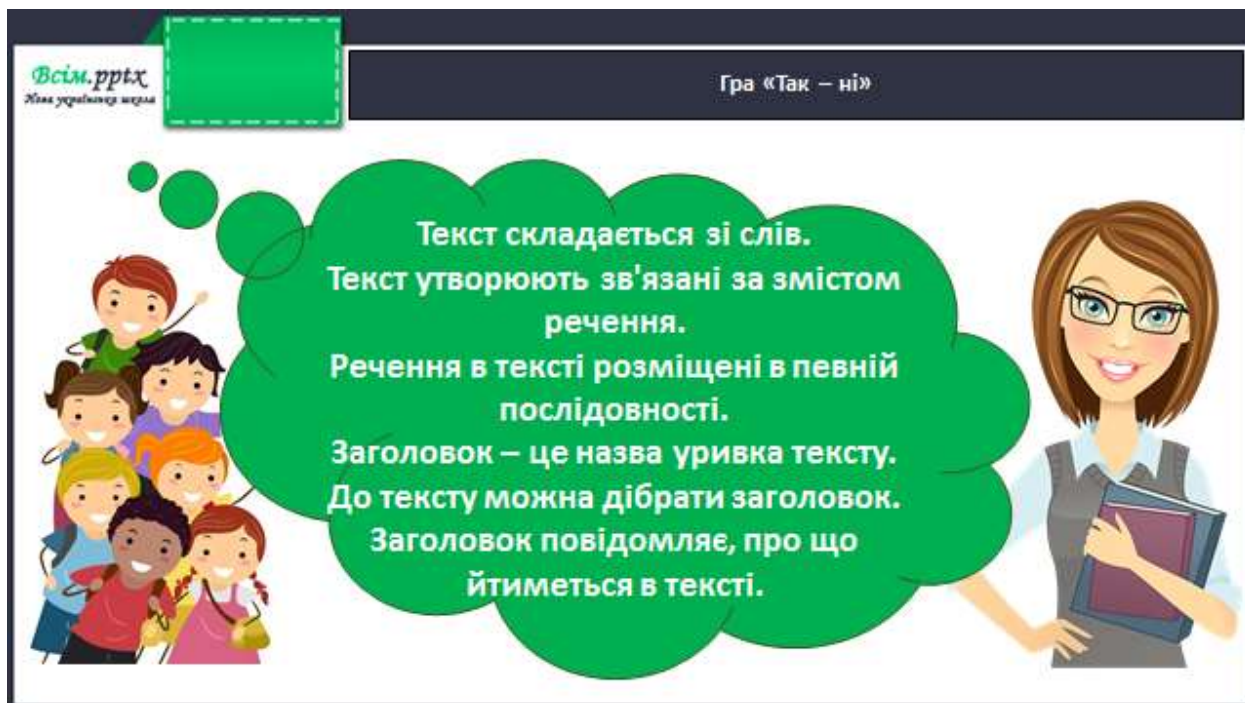 Всім.pptx
Нова українська школа
Гра «Так – ні»
Текст складається зі слів.
Текст утворюють зв'язані за змістом
речення.
Речення в тексті розміщені в певній
послідовності.
Заголовок – це назва уривка тексту.
До тексту можна дібрати заголовок.
Заголовок повідомляє, про що
йтиметься в тексті.